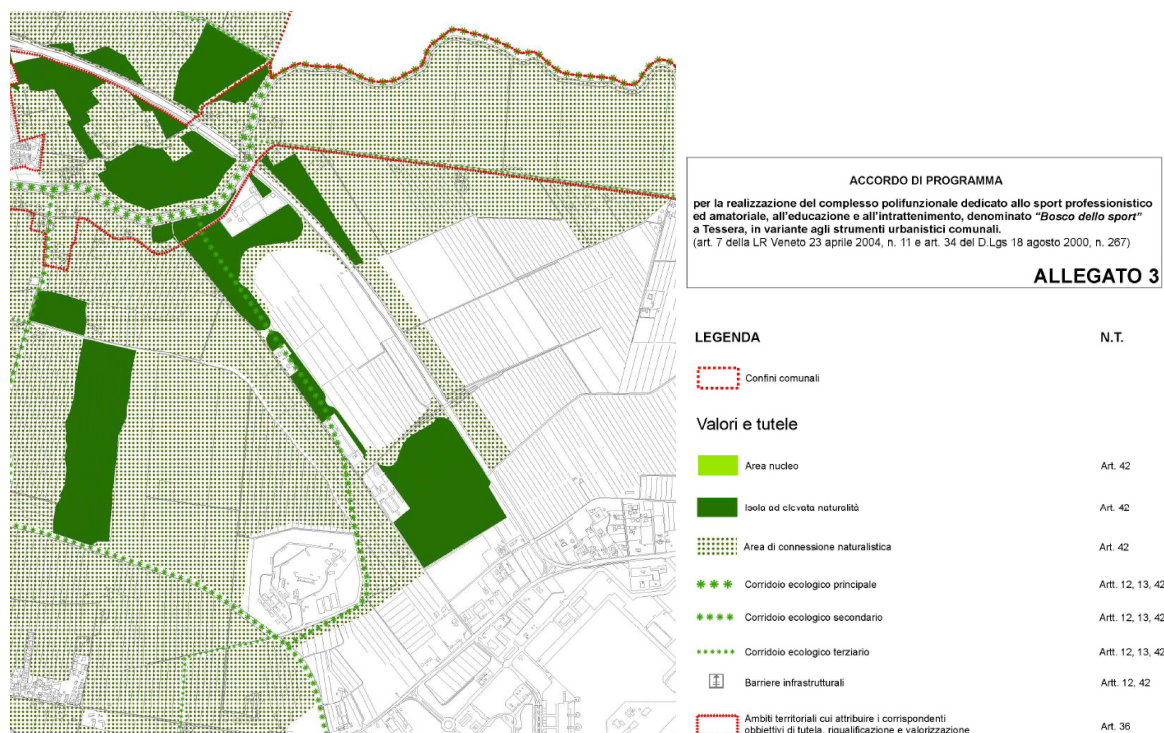 ACCORDO DI PROGRAMMA
per la realizzazione del complesso polifunzionale dedicato allo sport professionistico
ed amatoriale, all'educazione e all'intrattenimento, denominato “Bosco dello sport”
a Tessera, in variante agli strumenti urbanistici comunali.
(art. 7 della LR Veneto 23 aprile 2004, n. 11 e art. 34 del D.Lgs 18 agosto 2000, n. 267)
ALLEGATO 3
LEGENDA N.T.
Confini comunali
Valori e tutele
Area nucleo Art. 42
Isola ad elevata naturalità Art. 42
Area di connessione naturalistica Art. 42
Corridoio ecologico principale Artt. 12, 13, 42
Corridoio ecologico secondario Artt. 12, 13, 42
Corridoio ecologico terziario Artt. 12, 13, 42
Barriere infrastrutturali Artt. 12, 42
Ambiti territoriali cui attribuire i corrispondenti
obbiettivi di tutela, riqualificazione e valorizzazione Art. 36